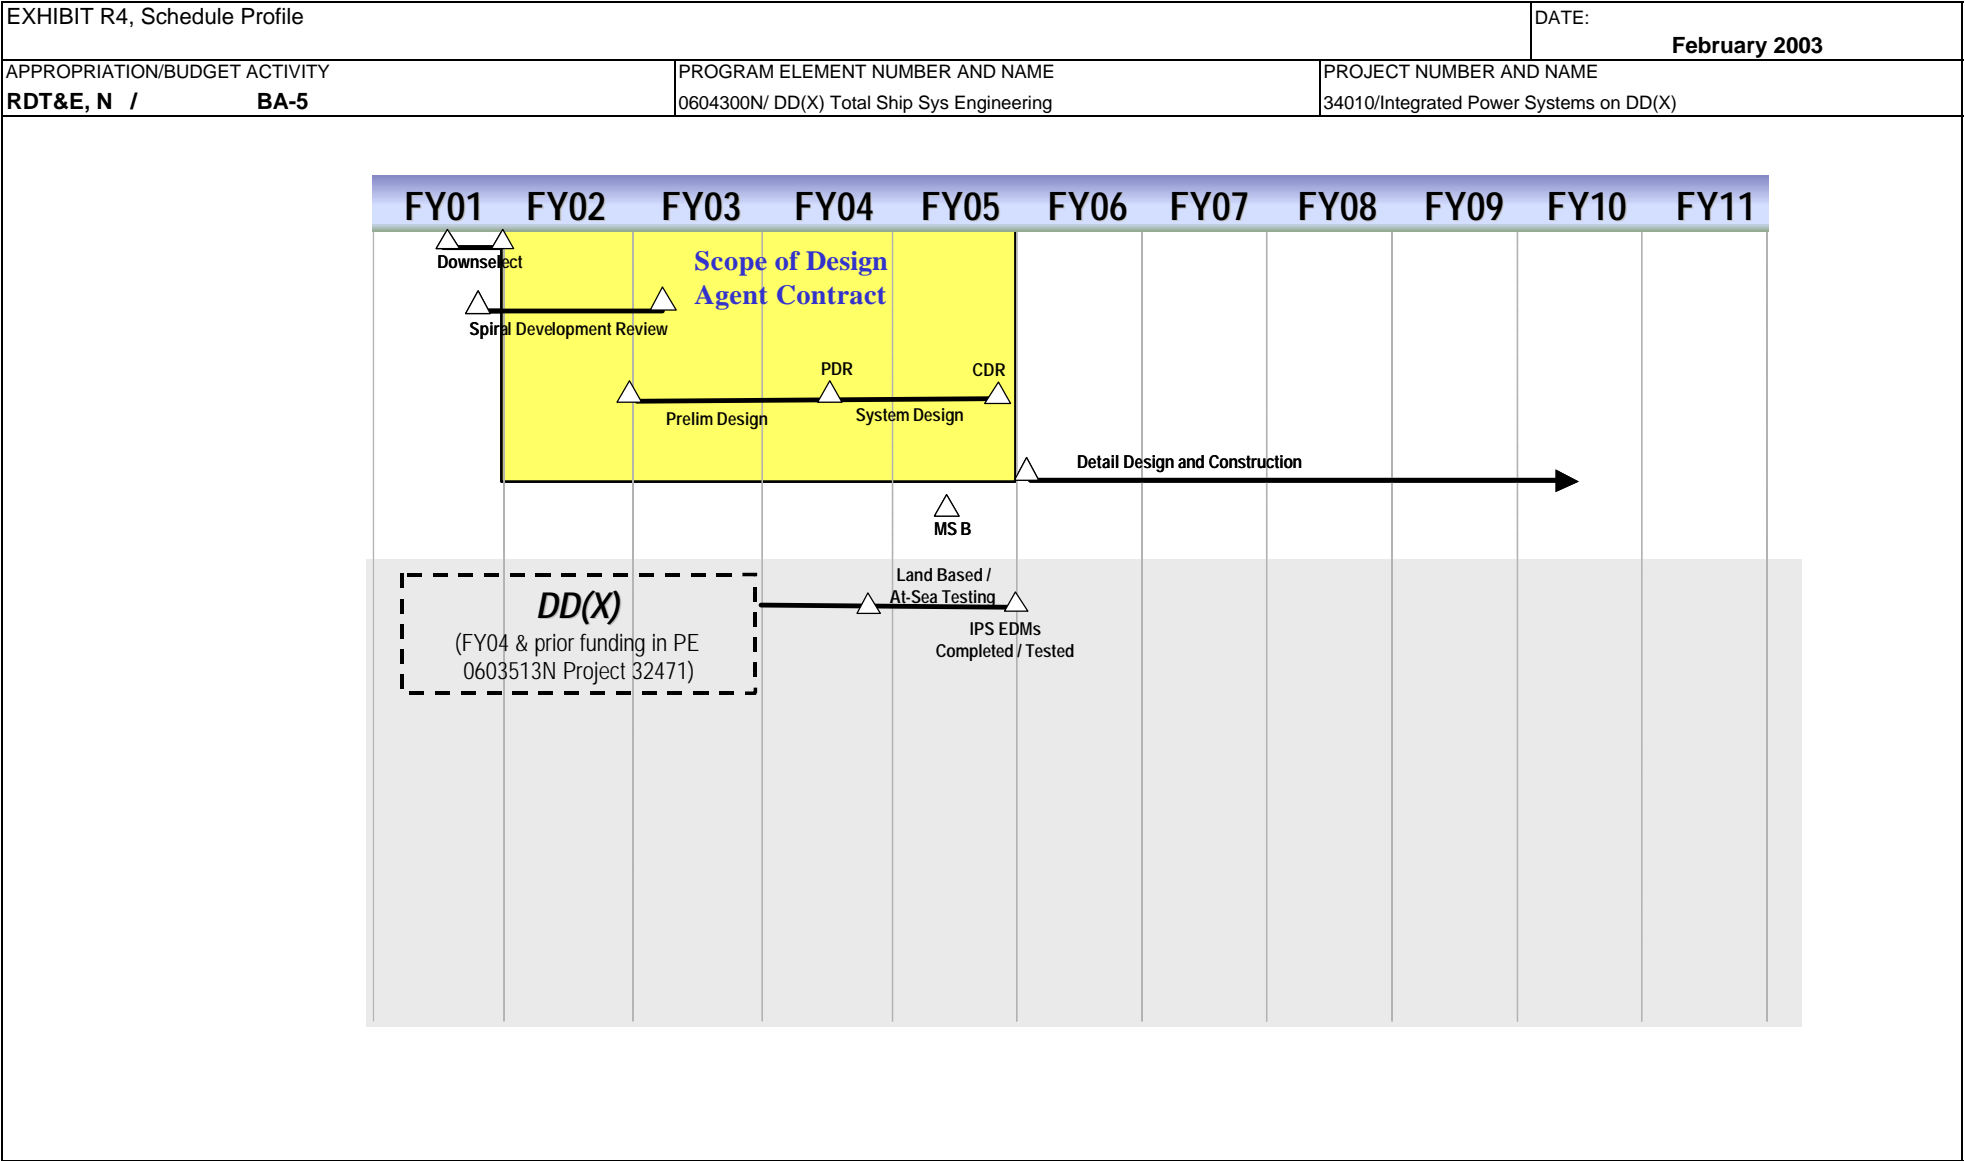 EXHIBIT R4, Schedule Profile
DATE:
February 2003
APPROPRIATION/BUDGET ACTIVITY
PROGRAM ELEMENT NUMBER AND NAME
PROJECT NUMBER AND NAME
RDT&E, N / BA-5
0604300N/ DD(X) Total Ship Sys Engineering
34010/Integrated Power Systems on DD(X)
FY01 FY02 FY03 FY04 FY05 FY06 FY07 FY08 FY09 FY10 FY11
Downselect
Scope of Design
Agent Contract
Spiral Development Review
PDR
CDR
Prelim Design
System Design
Detail Design and Construction
MS B
Land Based /
At-Sea Testing
DD(X)
(FY04 & prior funding in PE
0603513N Project 32471)
IPS EDMs
Completed / Tested